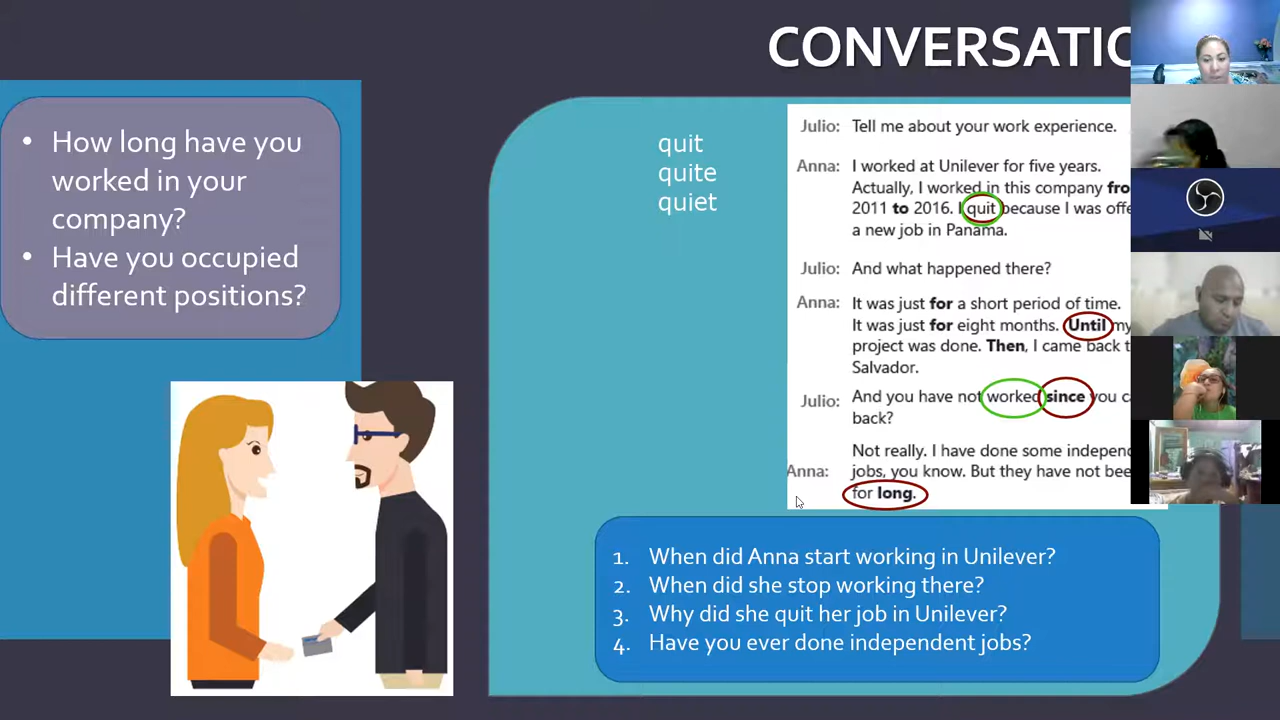 CONVERSATIO
• How long have you
worked in your
company?
• Have you occupied
different positions?
quit
quite
quiet
Julio: Tell me about your work experience.
Anna: I worked at Unilever for five years.
Actually, I worked in this company fro
2011 to 2016. I quit because I was offe
a new job in Panama.
Julio: And what happened there?
Anna: It was just for a short period of time.
It was just for eight months. Until my
project was done. Then, I came back t
Salvador.
Julio: And you have not worked since you ca
back?
Anna: Not really. I have done some independ
jobs, you know. But they have not bee
for long.
1. When did Anna start working in Unilever?
2. When did she stop working there?
3. Why did she quit her job in Unilever?
4. Have you ever done independent jobs?